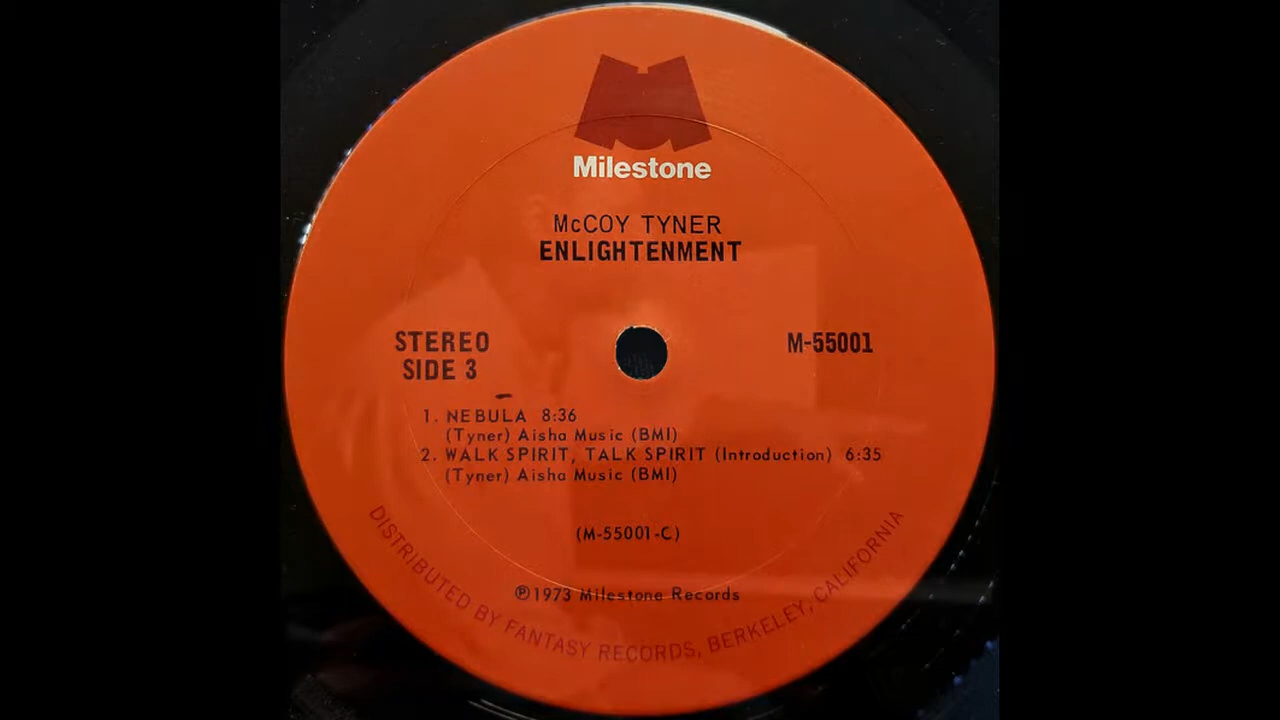 Milestone
McCOY TYNER
ENLIGHTENMENT
STEREO
SIDE 3
M-55001
1. NEBULA 8:36
(Tyner) Aisha Music (BMI)
2. WALK SPIRIT, TALK SPIRIT (Introduction) 6:35
(Tyner) Aisha Music (BMI)
(M-55001-C)
℗1973 Milestone Records
DISTRIBUTED BY FANTASY RECORDS, BERKELEY, CALIFORNIA